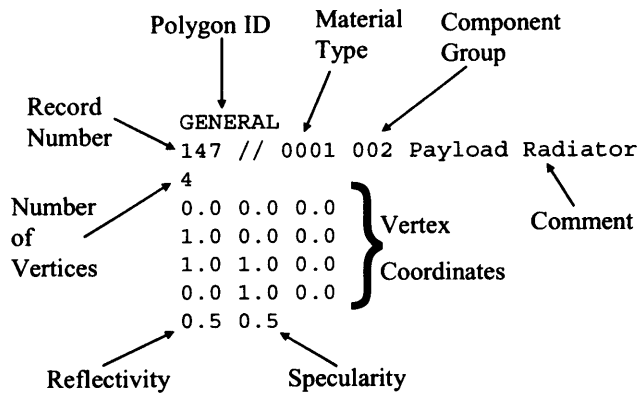 Polygon ID
Material
Type
Component
Group
Record
Number
GENERAL
147 // 0001 002 Payload Radiator
4
Number
of
Vertices
0.0 0.0 0.0
1.0 0.0 0.0
1.0 1.0 0.0
0.0 1.0 0.0
Vertex
Coordinates
Comment
0.5 0.5
Reflectivity
Specularity